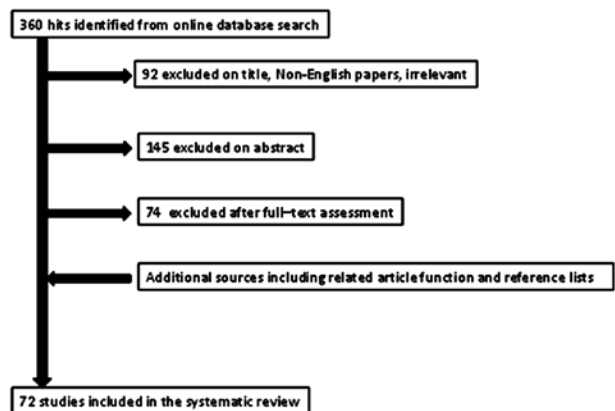 360 hits identified from online database search
92 excluded on title, Non-English papers, irrelevant
145 excluded on abstract
74 excluded after full-text assessment
Additional sources including related article function and reference lists
72 studies included in the systematic review